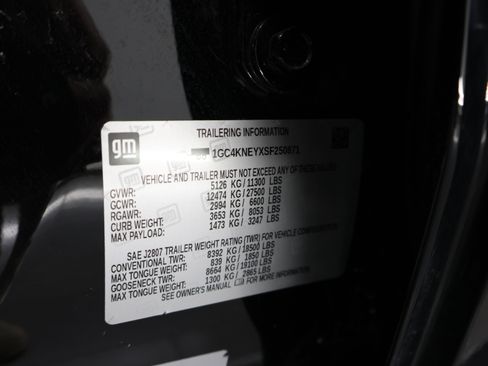 gm
TRAILERING INFORMATION
1GC4KNEYXSF250871
VEHICLE AND TRAILER MUST NOT EXCEED ANY OF THESE VALUES
GVWR: 5126 KG/ 11300 LBS
GCWR: 12474 KG/ 27500 LBS
RGAWR: 2994 KG/ 6600 LBS
CURB WEIGHT: 3653 KG/ 8053 LBS
MAX PAYLOAD: 1473 KG/ 3247 LBS
SAE J2807 TRAILER WEIGHT RATING (TWR) FOR VEHICLE CONFIGURATION:
CONVENTIONAL TWR: 8392 KG/ 18500 LBS
MAX TONGUE WEIGHT: 839 KG/ 1850 LBS
GOOSENECK TWR: 8664 KG/ 19100 LBS
MAX TONGUE WEIGHT: 1300 KG/ 2865 LBS
SEE OWNER'S MANUAL FOR MORE INFORMATION